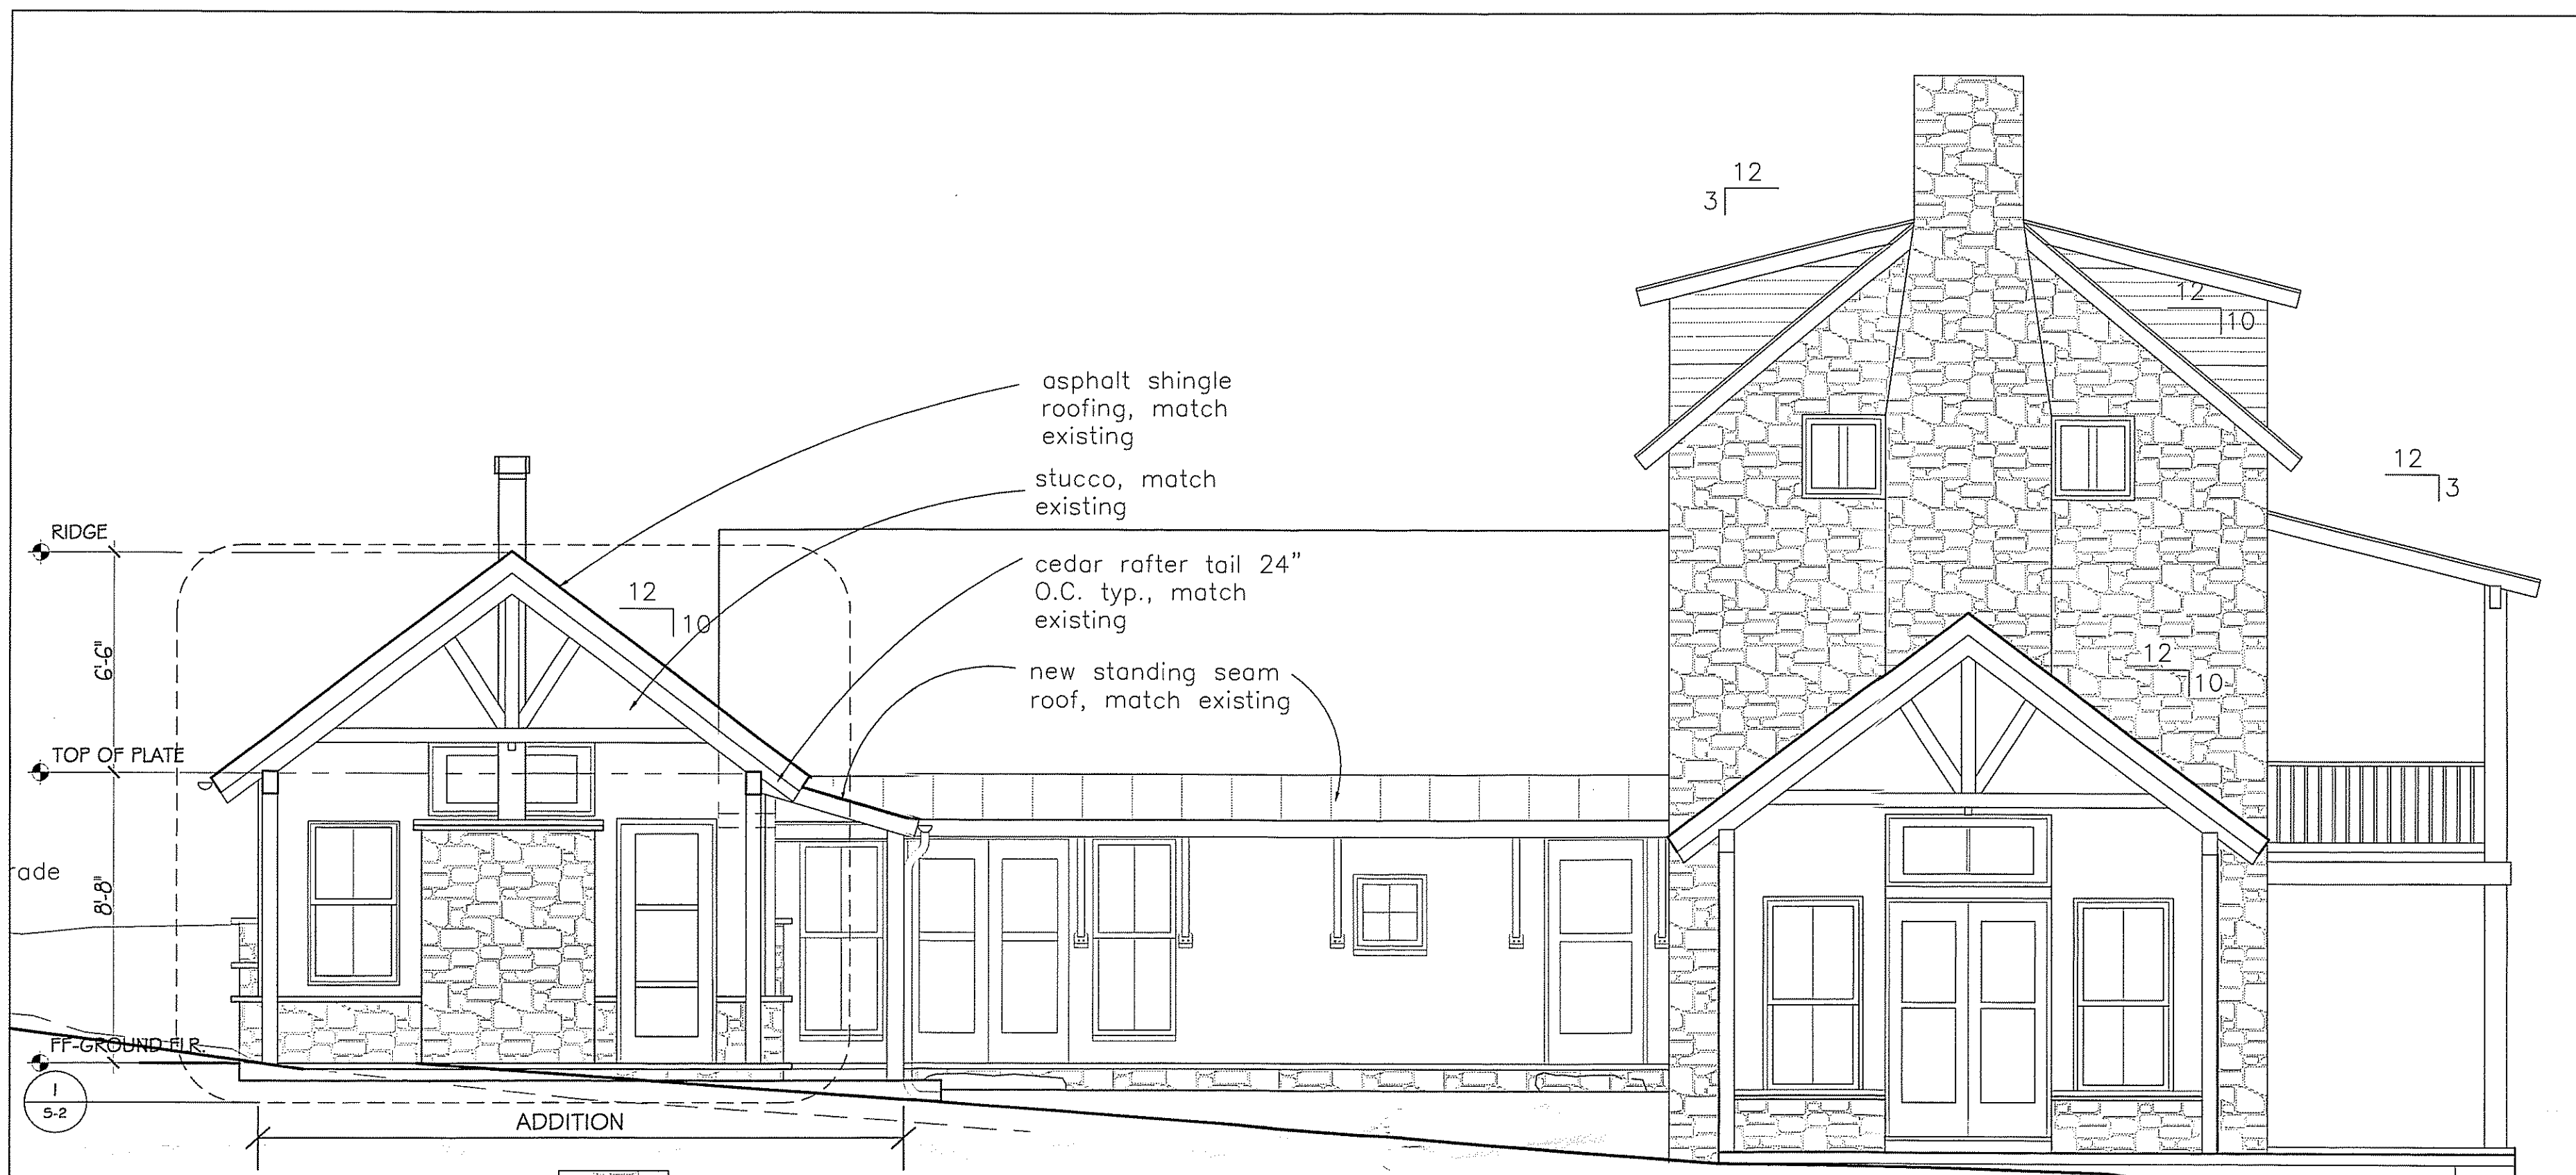 12
3
12
10
asphalt shingle
roofing, match
existing
stucco, match
existing
12
3
RIDGE
cedar rafter tail 24"
O.C. typ., match
existing
12
10
6'-6"
new standing seam
roof, match existing
12
10
TOP OF PLATE
rade
8'-8"
FF-GROUND FLR.
1
S-2
ADDITION